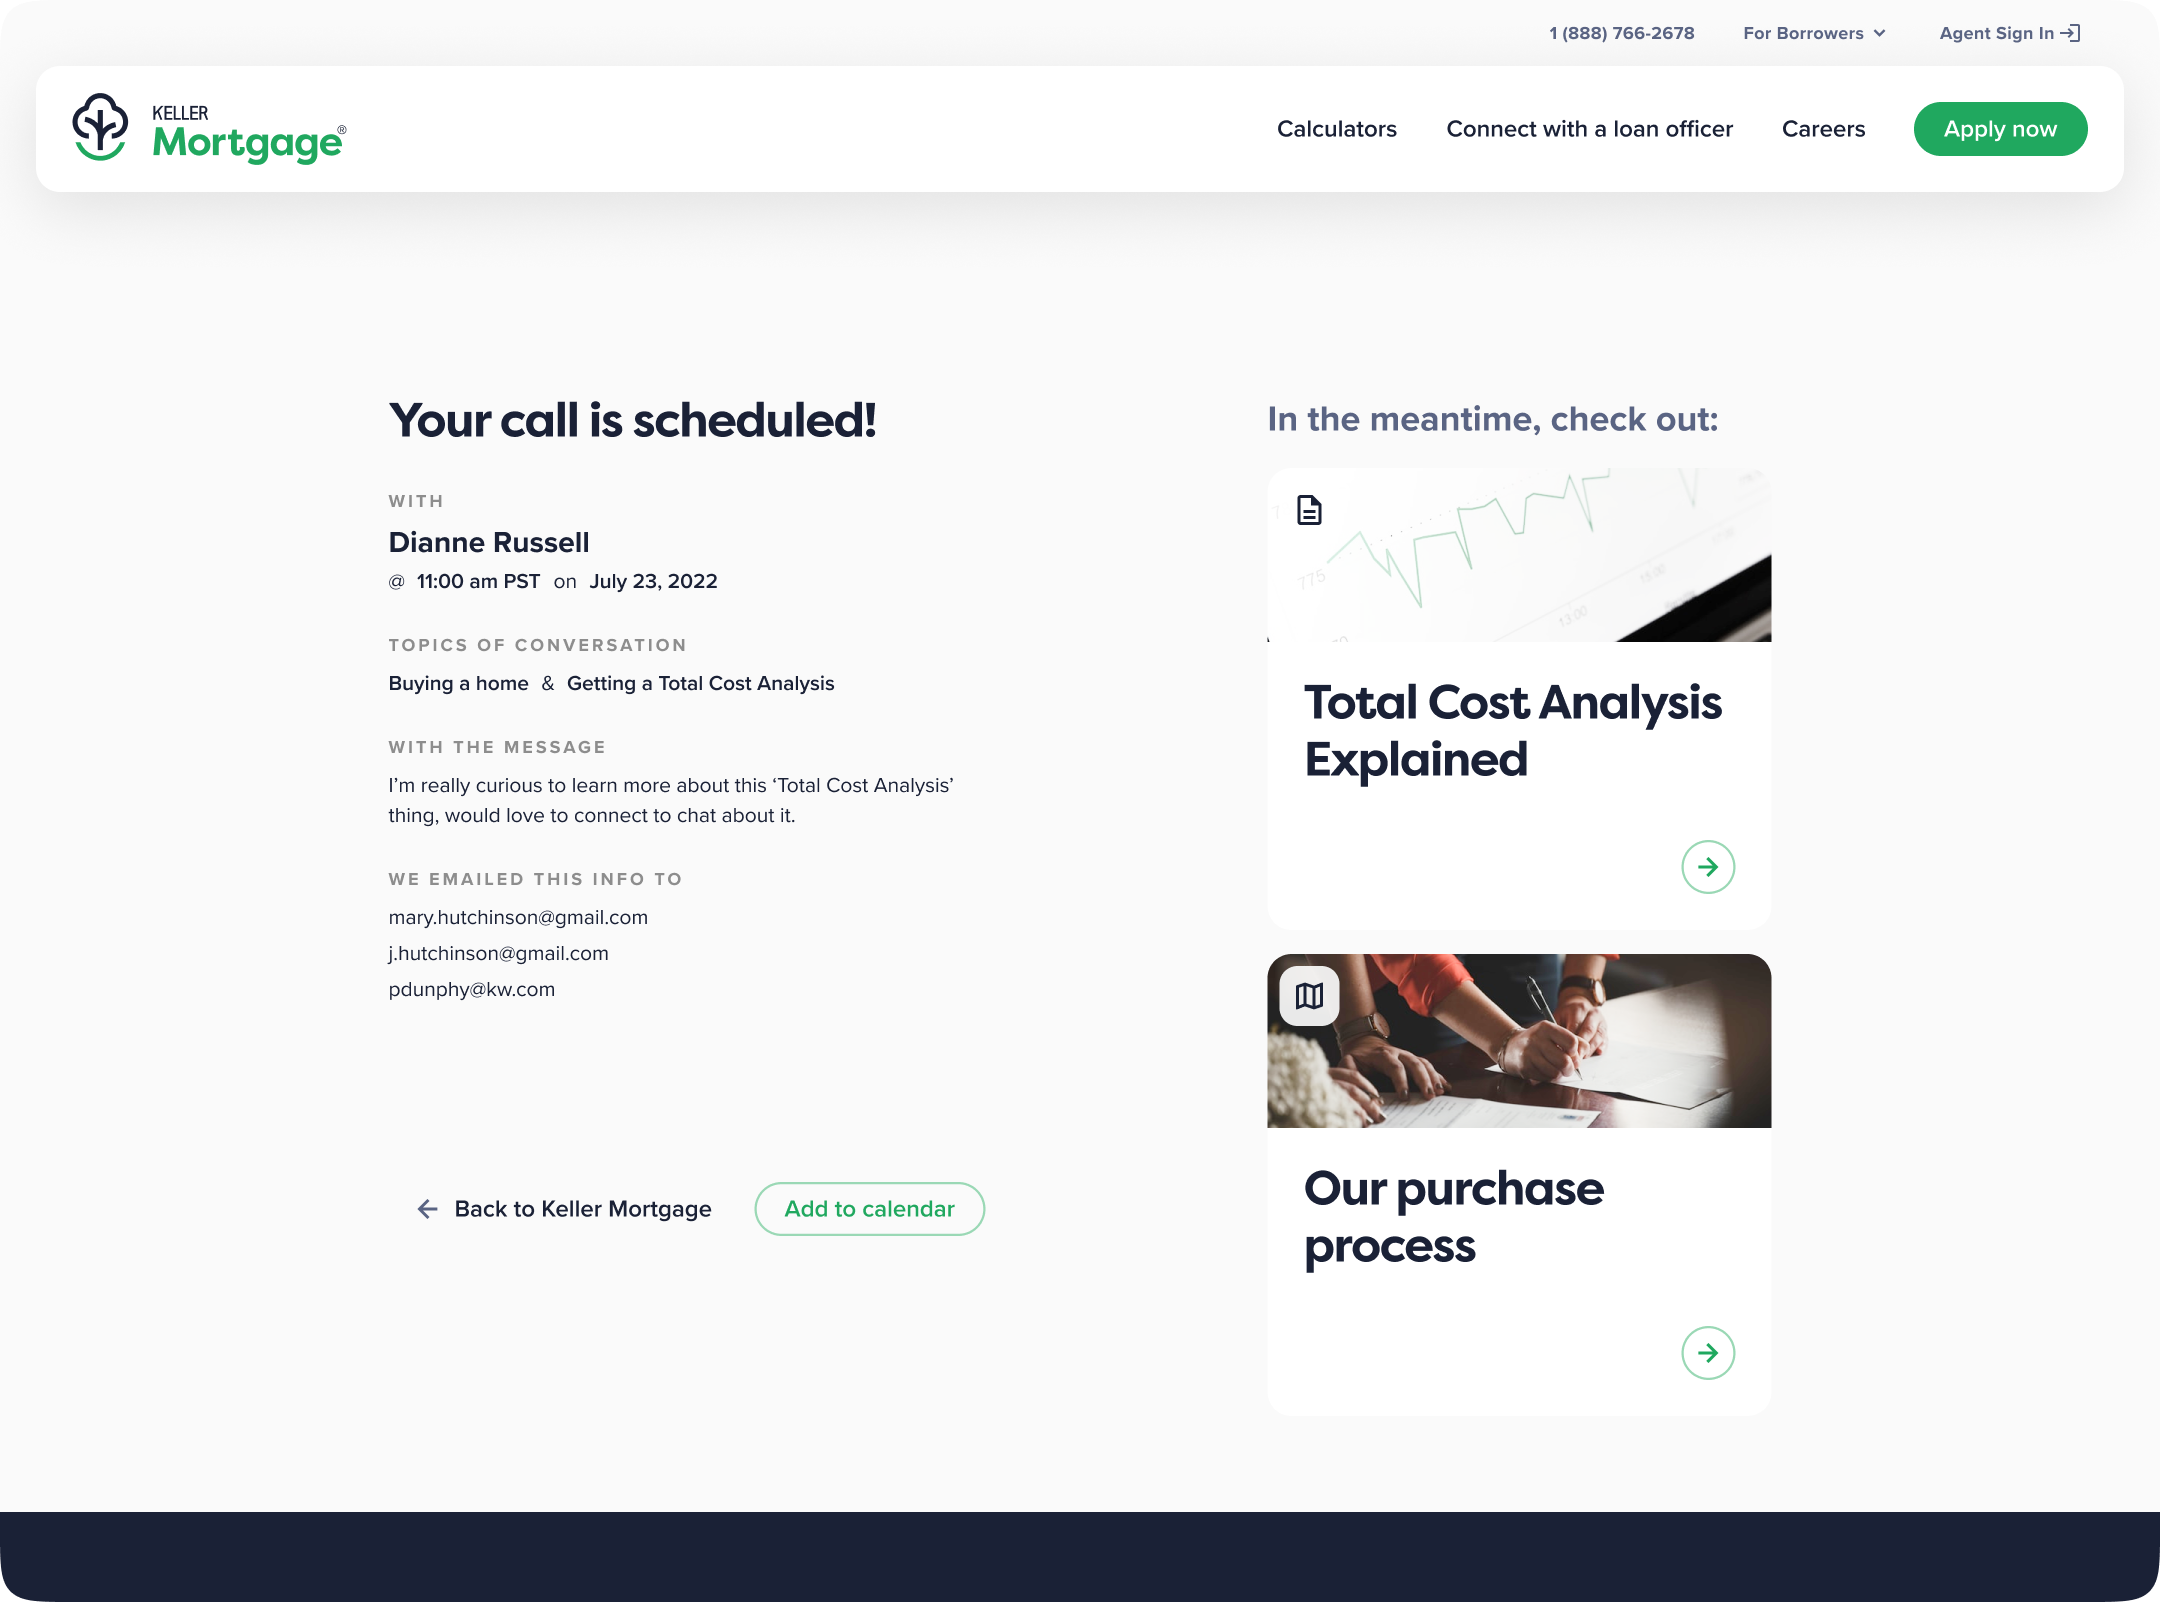 1 (888) 766-2678 For Borrowers Agent Sign In
KELLER
Mortgage®
Calculators Connect with a loan officer Careers Apply now
Your call is scheduled!
WITH
Dianne Russell
@ 11:00 am PST on July 23, 2022
TOPICS OF CONVERSATION
Buying a home & Getting a Total Cost Analysis
WITH THE MESSAGE
I’m really curious to learn more about this ‘Total Cost Analysis’
thing, would love to connect to chat about it.
WE EMAILED THIS INFO TO
mary.hutchinson@gmail.com
j.hutchinson@gmail.com
pdunphy@kw.com
Back to Keller Mortgage Add to calendar
In the meantime, check out:
775
13:00
Total Cost Analysis
Explained
Our purchase
process